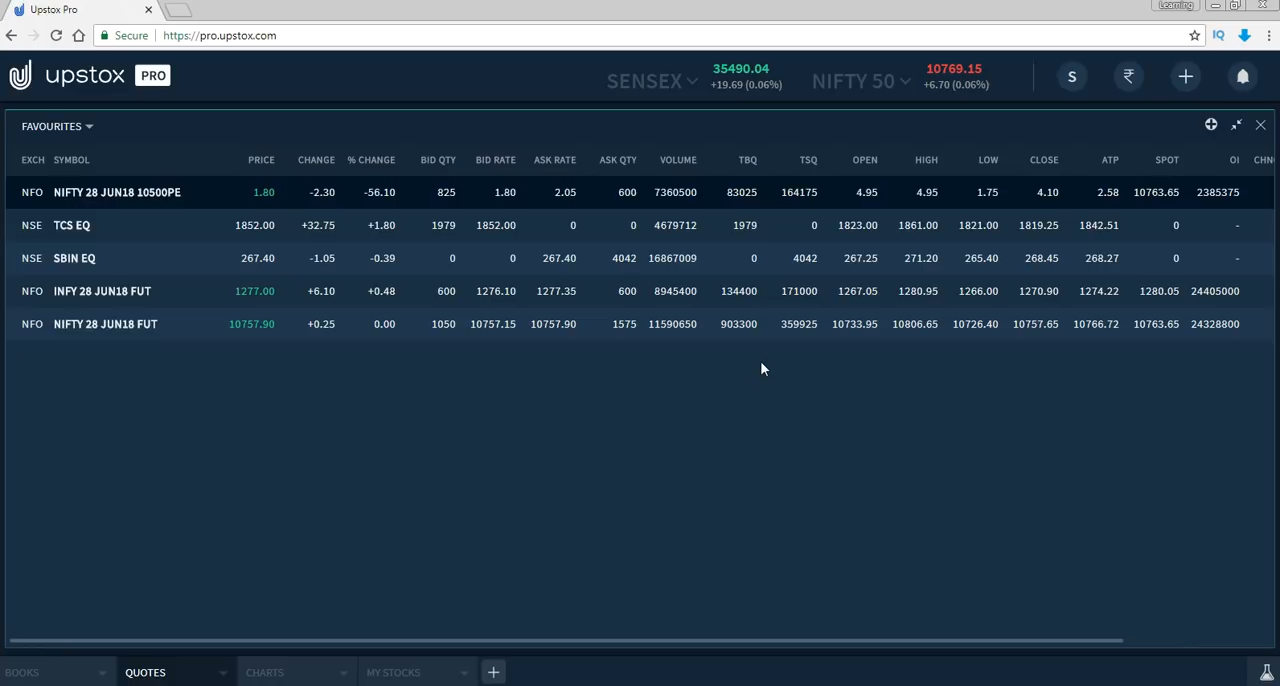 Upstox Pro
Learning
Secure https://pro.upstox.com
IQ
upstox PRO
SENSEX 35490.04 +19.69 (0.06%)
NIFTY 50 10769.15 +6.70 (0.06%)
S ₹
FAVOURITES
EXCH SYMBOL PRICE CHANGE % CHANGE BID QTY BID RATE ASK RATE ASK QTY VOLUME TBQ TSQ OPEN HIGH LOW CLOSE ATP SPOT OI CHNG
NFO NIFTY 28 JUN18 10500PE 1.80 -2.30 -56.10 825 1.80 2.05 600 7360500 83025 164175 4.95 4.95 1.75 4.10 2.58 10763.65 2385375
NSE TCS EQ 1852.00 +32.75 +1.80 1979 1852.00 0 0 4679712 1979 0 1823.00 1861.00 1821.00 1819.25 1842.51 0 -
NSE SBIN EQ 267.40 -1.05 -0.39 0 0 267.40 4042 16867009 0 4042 267.25 271.20 265.40 268.45 268.27 0 -
NFO INFY 28 JUN18 FUT 1277.00 +6.10 +0.48 600 1276.10 1277.35 600 8945400 134400 171000 1267.05 1280.95 1266.00 1270.90 1274.22 1280.05 24405000
NFO NIFTY 28 JUN18 FUT 10757.90 +0.25 0.00 1050 10757.15 10757.90 1575 11590650 903300 359925 10733.95 10806.65 10726.40 10757.65 10766.72 10763.65 24328800
BOOKS QUOTES CHARTS MY STOCKS